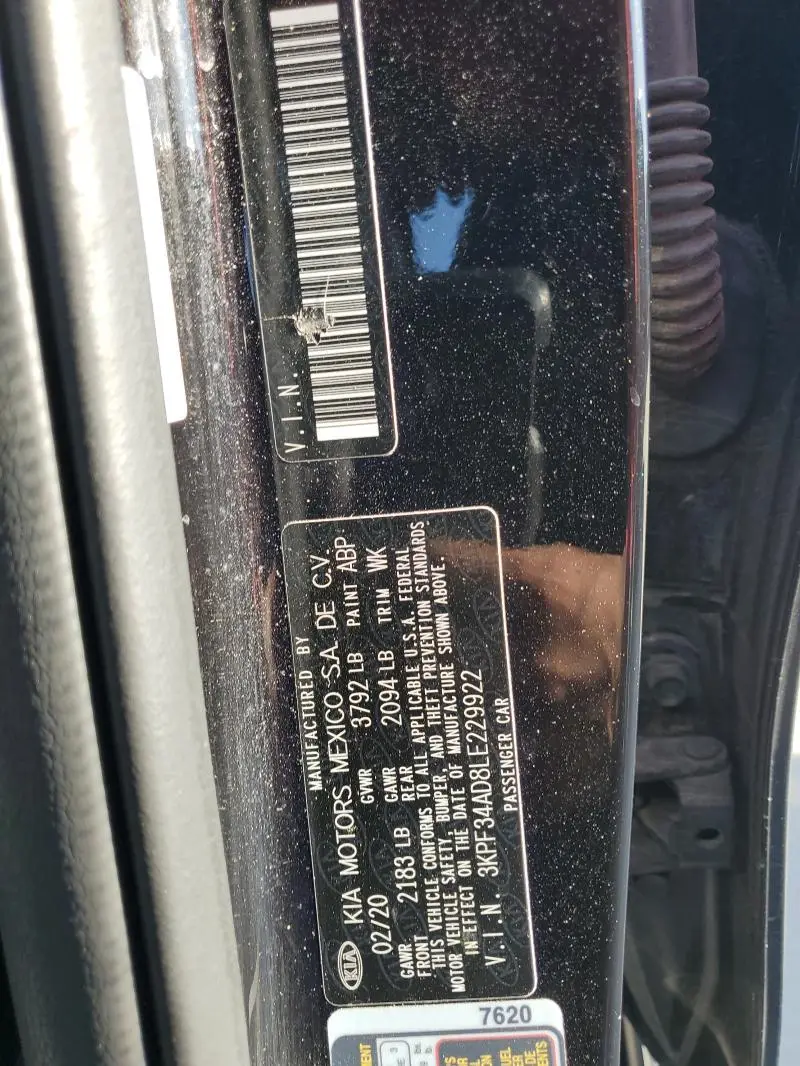 V.I.N.
MANUFACTURED BY
KIA KIA MOTORS MEXICO S.A. DE C.V.
02/20 GVWR 3792 LB PAINT ABP
GAWR FRONT 2183 LB GAWR REAR 2094 LB TRIM WK
THIS VEHICLE CONFORMS TO ALL APPLICABLE U.S.A. FEDERAL
MOTOR VEHICLE SAFETY, BUMPER, AND THEFT PREVENTION STANDARDS
IN EFFECT ON THE DATE OF MANUFACTURE SHOWN ABOVE.
V.I.N. 3KPF34AD8LE229922
PASSENGER CAR
7620